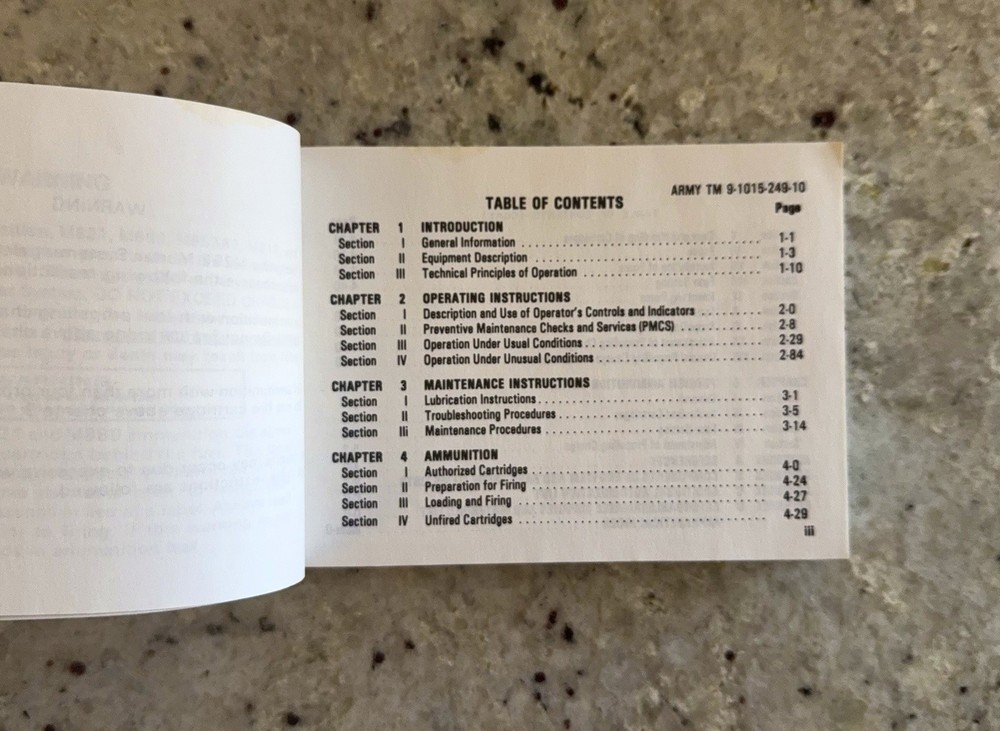 ARMY TM 9-1015-249-10
TABLE OF CONTENTS
Page
CHAPTER 1 INTRODUCTION
Section I General Information .......... 1-1
Section II Equipment Description .......... 1-3
Section III Technical Principles of Operation .......... 1-10
CHAPTER 2 OPERATING INSTRUCTIONS
Section I Description and Use of Operator's Controls and Indicators .......... 2-0
Section II Preventive Maintenance Checks and Services (PMCS) .......... 2-8
Section III Operation Under Usual Conditions .......... 2-29
Section IV Operation Under Unusual Conditions .......... 2-84
CHAPTER 3 MAINTENANCE INSTRUCTIONS
Section I Lubrication Instructions .......... 3-1
Section II Troubleshooting Procedures .......... 3-5
Section IIi Maintenance Procedures .......... 3-14
CHAPTER 4 AMMUNITION
Section I Authorized Cartridges .......... 4-0
Section II Preparation for Firing .......... 4-24
Section III Loading and Firing .......... 4-27
Section IV Unfired Cartridges .......... 4-29
iii